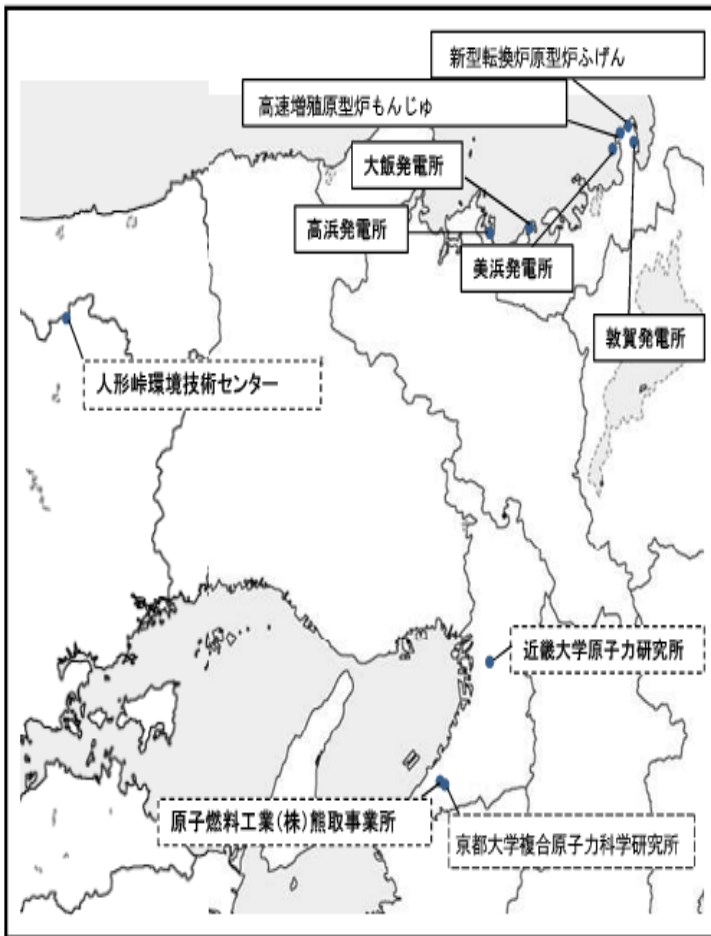 新型転換炉原型炉ふげん
高速増殖原型炉もんじゅ
大飯発電所
高浜発電所
美浜発電所
敦賀発電所
人形峠環境技術センター
近畿大学原子力研究所
原子燃料工業(株)熊取事業所
京都大学複合原子力科学研究所